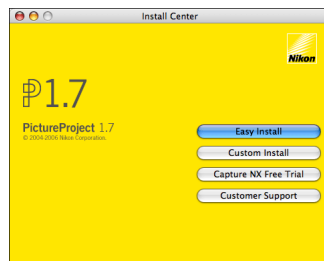 Install Center
Nikon
P1.7
PictureProject 1.7
© 2004-2006 Nikon Corporation.
Easy Install
Custom Install
Capture NX Free Trial
Customer Support